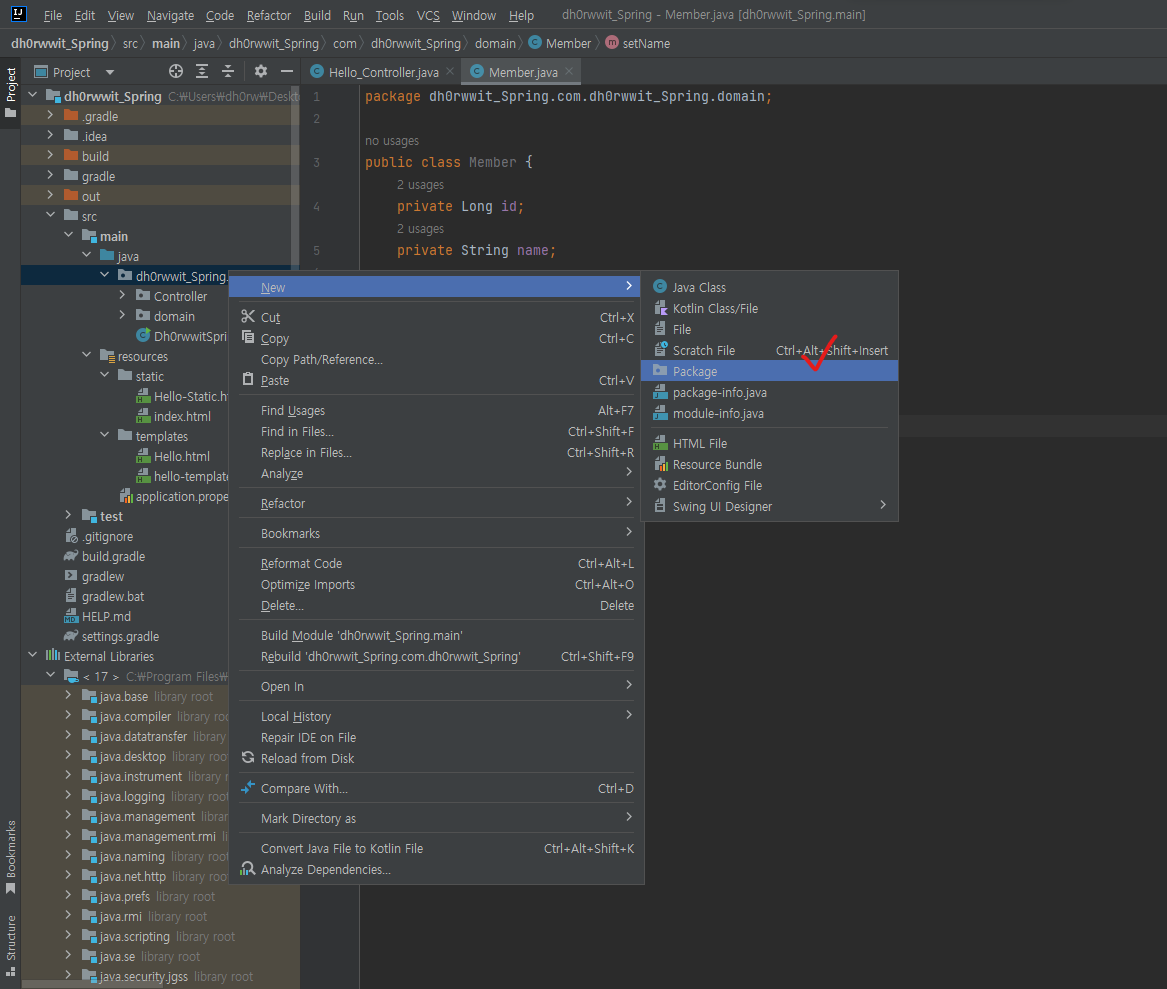 File Edit View Navigate Code Refactor Build Run Tools VCS Window Help dh0rwwit_Spring - Member.java [dh0rwwit_Spring.main]
dh0rwwit_Spring src main java dh0rwwit_Spring com dh0rwwit_Spring domain C Member m setName
Project
Project
C Hello_Controller.java
C Member.java
dh0rwwit_Spring C:₩Users₩dh0rw₩Deskto
.gradle
.idea
build
gradle
out
src
main
java
dh0rwwit_Spring.
Controller
domain
Dh0rwwitSpri
resources
static
Hello-Static.ht
index.html
templates
Hello.html
hello-template
application.prope
test
.gitignore
build.gradle
gradlew
gradlew.bat
HELP.md
settings.gradle
External Libraries
< 17 > C:₩Program Files₩
java.base library root
java.compiler library roo
java.datatransfer library
java.desktop library roo
java.instrument library r
java.logging library roo
java.management librar
java.management.rmi li
java.naming library roo
java.net.http library roo
java.prefs library root
java.rmi library root
java.scripting library root
java.se library root
java.security.jgss library root
Bookmarks
Structure
1 package dh0rwwit_Spring.com.dh0rwwit_Spring.domain;
2
no usages
3 public class Member {
2 usages
4 private Long id;
2 usages
5 private String name;
New
Cut Ctrl+X
Copy Ctrl+C
Copy Path/Reference...
Paste Ctrl+V
Find Usages Alt+F7
Find in Files... Ctrl+Shift+F
Replace in Files... Ctrl+Shift+R
Analyze
Refactor
Bookmarks
Reformat Code Ctrl+Alt+L
Optimize Imports Ctrl+Alt+O
Delete... Delete
Build Module 'dh0rwwit_Spring.main'
Rebuild 'dh0rwwit_Spring.com.dh0rwwit_Spring' Ctrl+Shift+F9
Open In
Local History
Repair IDE on File
Reload from Disk
Compare With... Ctrl+D
Mark Directory as
Convert Java File to Kotlin File Ctrl+Alt+Shift+K
Analyze Dependencies...
Java Class
Kotlin Class/File
File
Scratch File Ctrl+Alt+Shift+Insert
Package
package-info.java
module-info.java
HTML File
Resource Bundle
EditorConfig File
Swing UI Designer